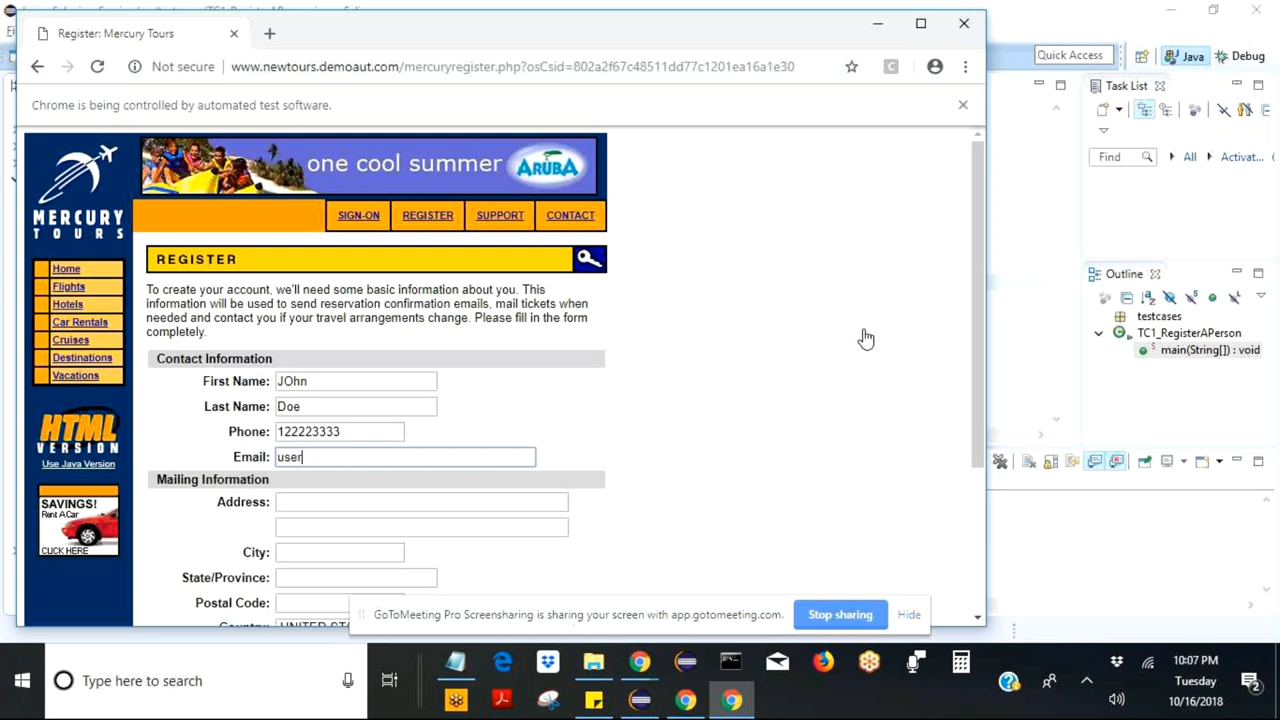 Register: Mercury Tours
Not secure
www.newtours.demoaut.com/mercuryregister.php?osCsid=802a2f67c48511dd77c1201ea16a1e30
Chrome is being controlled by automated test software.
Quick Access
Java
Debug
Task List
Find
All
Activat...
Outline
testcases
TC1_RegisterAPerson
main(String[]) : void
one cool summer
ARUBA
MERCURY
TOURS
SIGN-ON
REGISTER
SUPPORT
CONTACT
REGISTER
Home
Flights
Hotels
Car Rentals
Cruises
Destinations
Vacations
HTML
VERSION
Use Java Version
SAVINGS!
Rent A Car
CLICK HERE
To create your account, we'll need some basic information about you. This
information will be used to send reservation confirmation emails, mail tickets when
needed and contact you if your travel arrangements change. Please fill in the form
completely.
Contact Information
First Name: JOhn
Last Name: Doe
Phone: 122223333
Email: user
Mailing Information
Address:
City:
State/Province:
Postal Code:
GoToMeeting Pro Screensharing is sharing your screen with app.gotomeeting.com.
Stop sharing
Hide
Type here to search
10:07 PM
Tuesday
10/16/2018
2